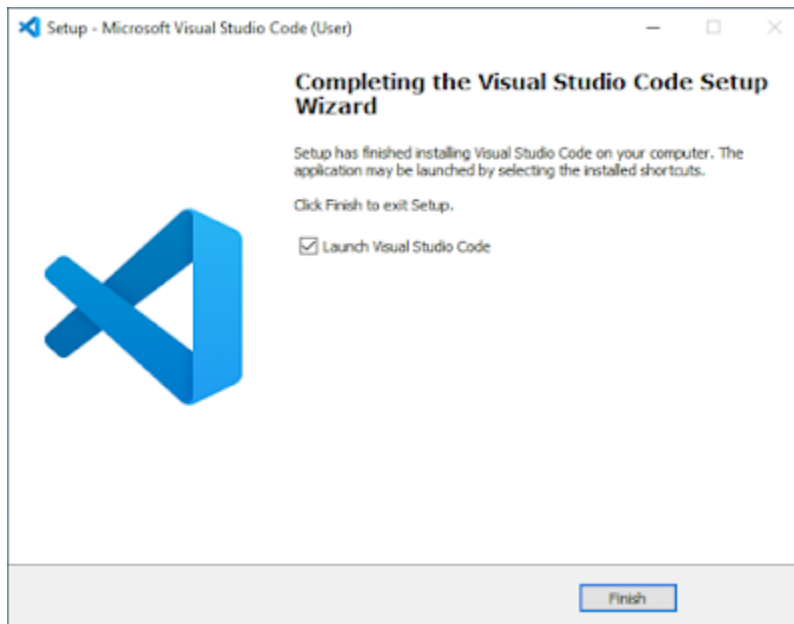 Setup - Microsoft Visual Studio Code (User)
Completing the Visual Studio Code Setup
Wizard
Setup has finished installing Visual Studio Code on your computer. The
application may be launched by selecting the installed shortcuts.
Click Finish to exit Setup.
Launch Visual Studio Code
Finish